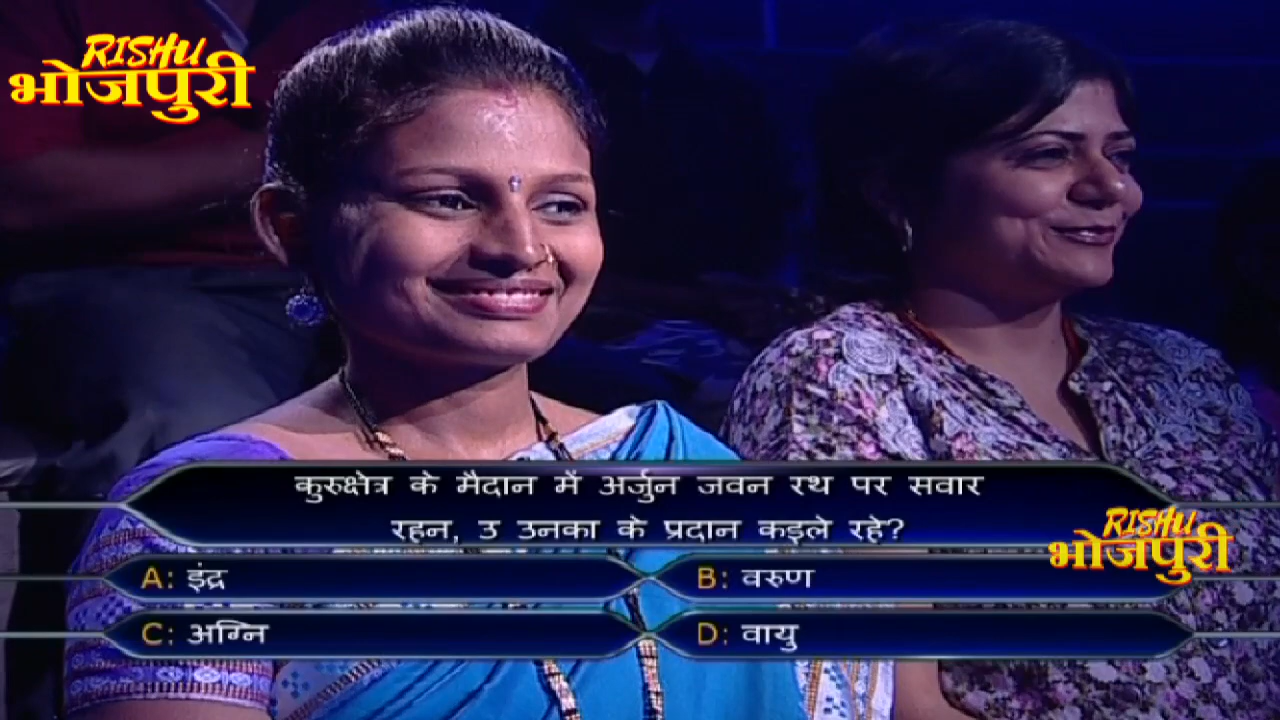 RISHU
भोजपुरी
कुरुक्षेत्र के मैदान में अर्जुन जवन रथ पर सवार
रहन, उ उनका के प्रदान कइले रहे?
RISHU
भोजपुरी
A: इंद्र
B: वरुण
C: अग्नि
D: वायु